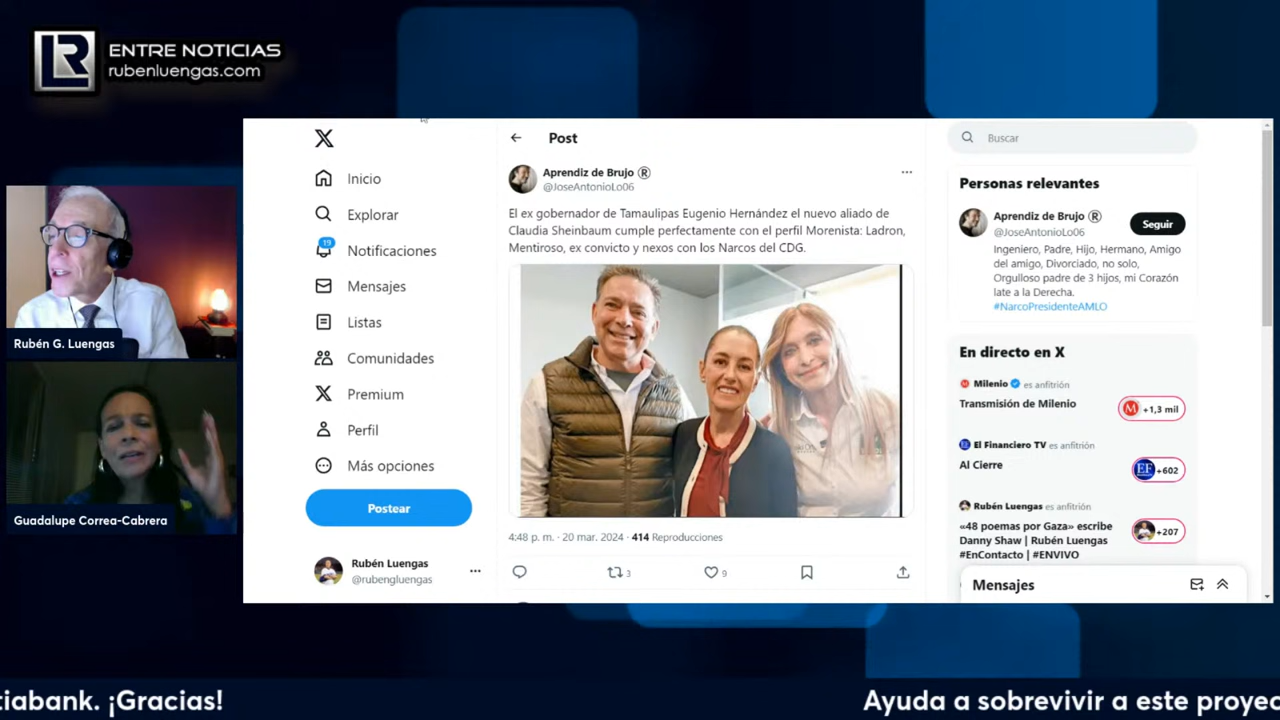 LR
ENTRE NOTICIAS
rubenluengas.com
Rubén G. Luengas
Guadalupe Correa-Cabrera
X
Inicio
Explorar
19
Notificaciones
Mensajes
Listas
Comunidades
Premium
Perfil
Más opciones
Postear
Rubén Luengas
@rubengluengas
Post
Aprendiz de Brujo ®
@JoseAntonioLo06
El ex gobernador de Tamaulipas Eugenio Hernández el nuevo aliado de
Claudia Sheinbaum cumple perfectamente con el perfil Morenista: Ladron,
Mentiroso, ex convicto y nexos con los Narcos del CDG.
4:48 p. m. · 20 mar. 2024 · 414 Reproducciones
3
9
Buscar
Personas relevantes
Aprendiz de Brujo ®
@JoseAntonioLo06
Seguir
Ingeniero, Padre, Hijo, Hermano, Amigo
del amigo, Divorciado, no solo,
Orgulloso padre de 3 hijos, mi Corazón
late a la Derecha.
#NarcoPresidenteAMLO
En directo en X
Milenio es anfitrión
Transmisión de Milenio
M +1,3 mil
El Financiero TV es anfitrión
Al Cierre
EF +602
Rubén Luengas es anfitrión
«48 poemas por Gaza» escribe
Danny Shaw | Rubén Luengas
#EnContacto | #ENVIVO
+207
Mensajes
tiabank. ¡Gracias!
Ayuda a sobrevivir a este proyec